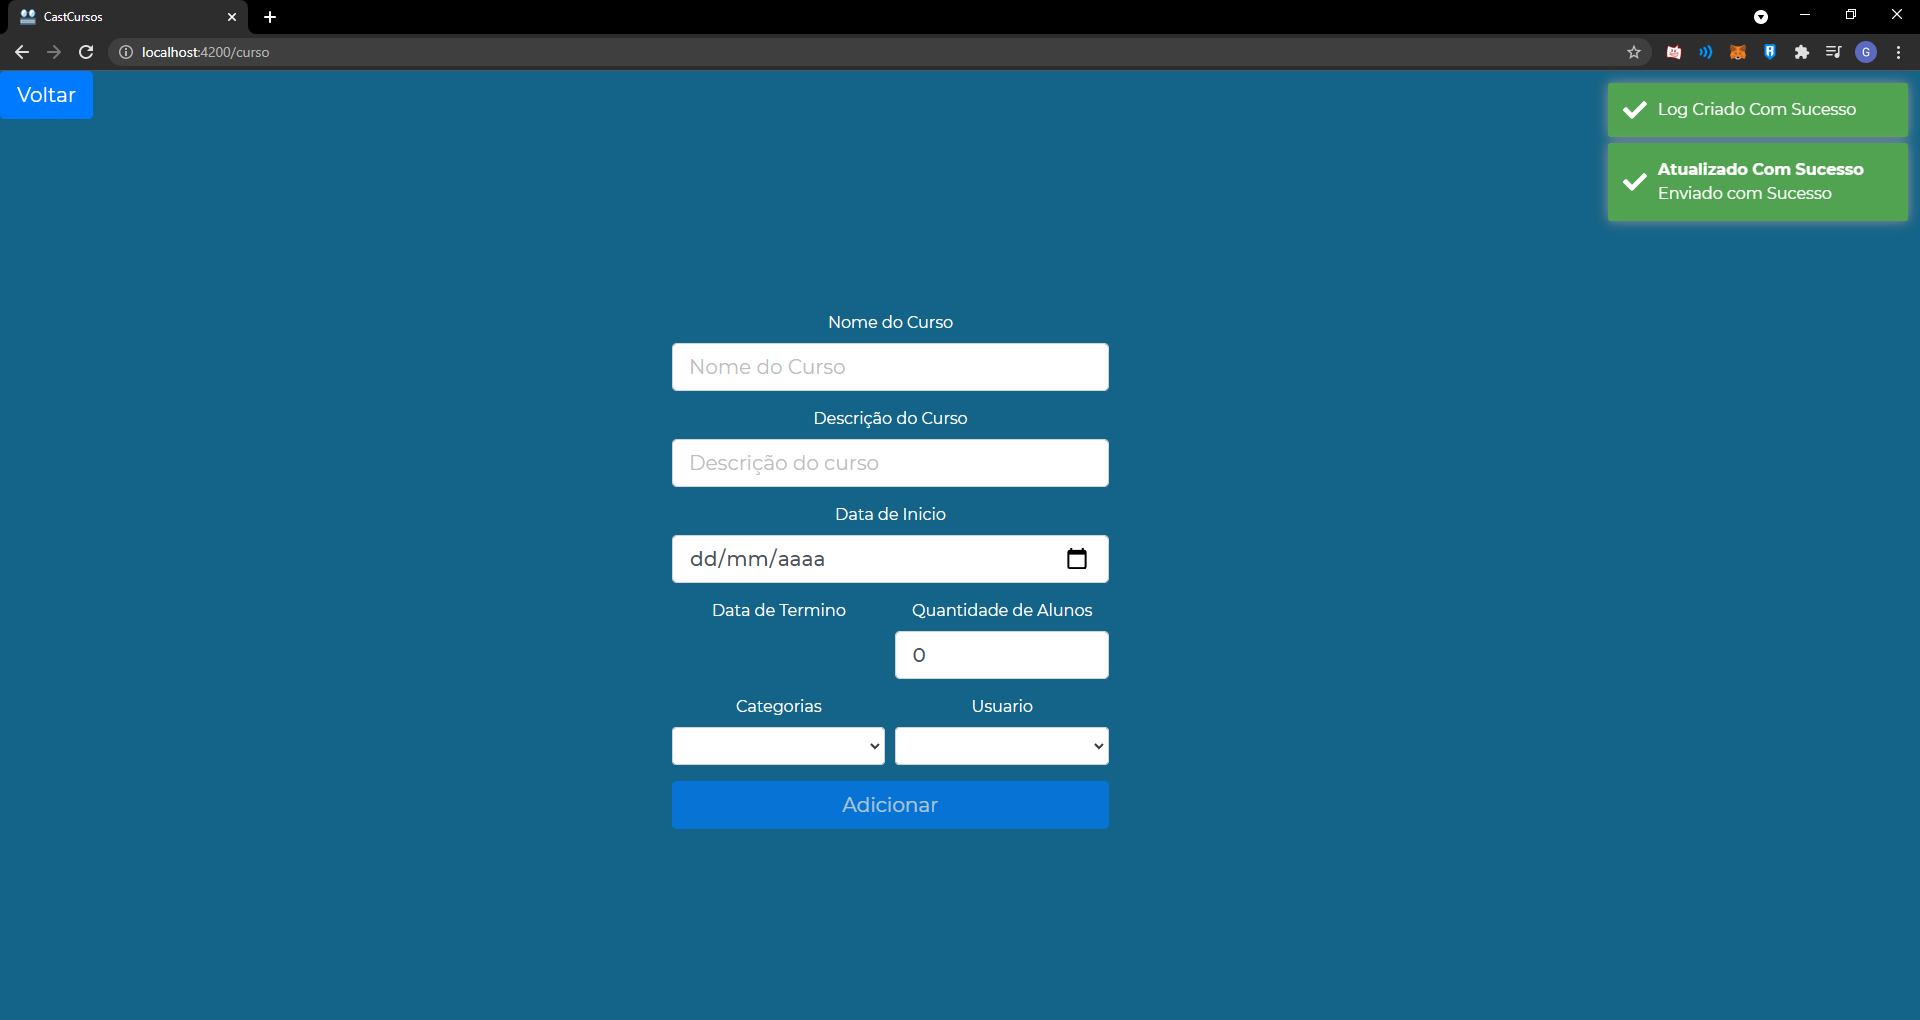 CastCursos
localhost:4200/curso
G
Voltar
Log Criado Com Sucesso
Atualizado Com Sucesso
Enviado com Sucesso
Nome do Curso
Nome do Curso
Descrição do Curso
Descrição do curso
Data de Inicio
dd/mm/aaaa
Data de Termino
Quantidade de Alunos
0
Categorias
Usuario
Adicionar